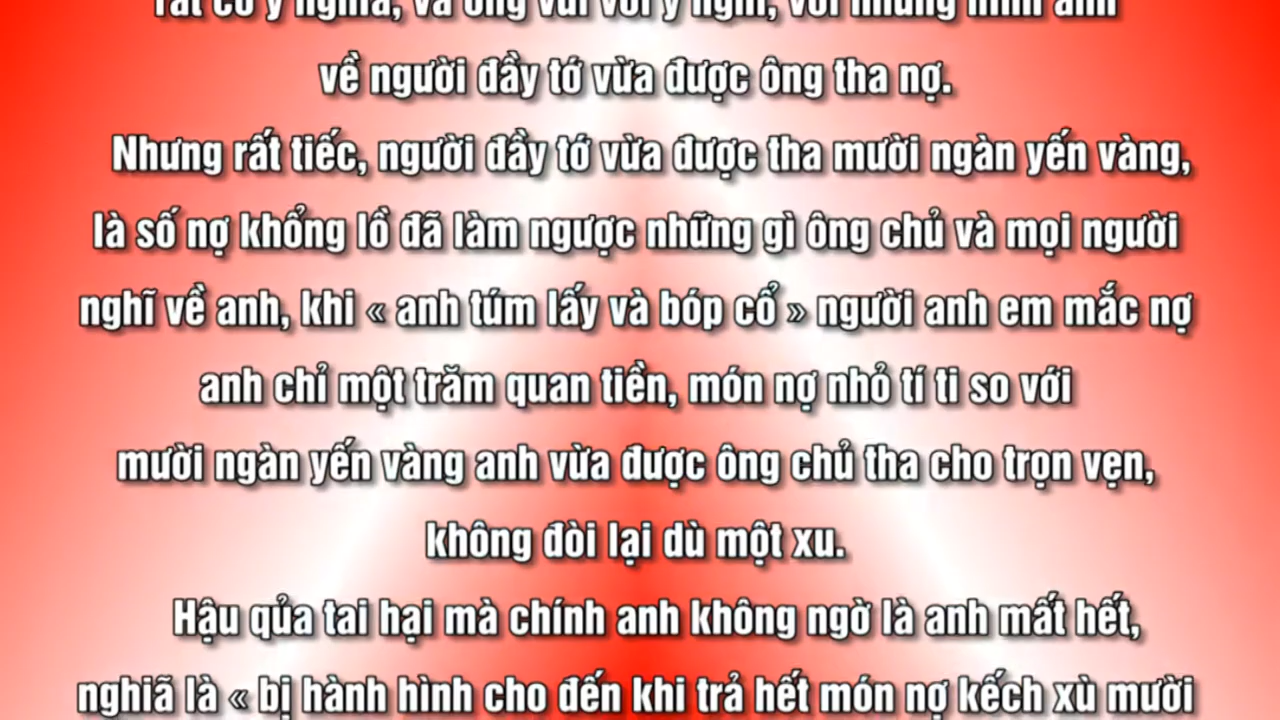 rất có ý nghĩa, và ông vui với ý nghĩ, với những hình ảnh
về người đầy tớ vừa được ông tha nợ.
Nhưng rất tiếc, người đầy tớ vừa được tha mười ngàn yến vàng,
là số nợ khổng lồ đã làm ngược những gì ông chủ và mọi người
nghĩ về anh, khi « anh túm lấy và bóp cổ » người anh em mắc nợ
anh chỉ một trăm quan tiền, món nợ nhỏ tí ti so với
mười ngàn yến vàng anh vừa được ông chủ tha cho trọn vẹn,
không đòi lại dù một xu.
Hậu qủa tai hại mà chính anh không ngờ là anh mất hết,
nghiã là « bị hành hình cho đến khi trả hết món nợ kếch xù mười